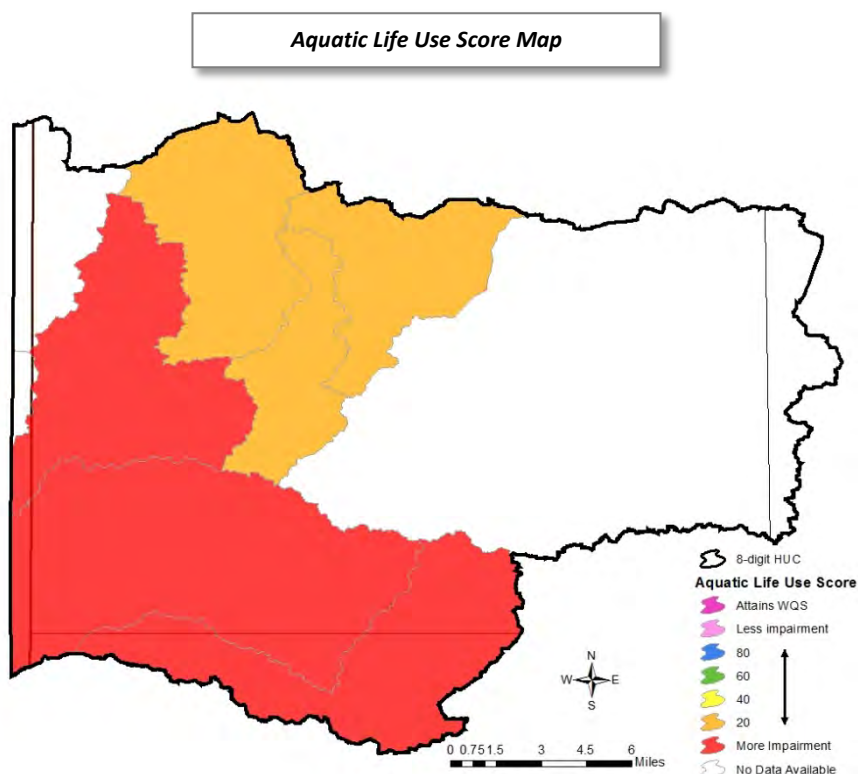 Aquatic Life Use Score Map
8-digit HUC
Aquatic Life Use Score
Attains WQS
Less impairment
80
60
40
20
More Impairment
No Data Available
N
W E
S
0 0.75 1.5 3 4.5 6
Miles